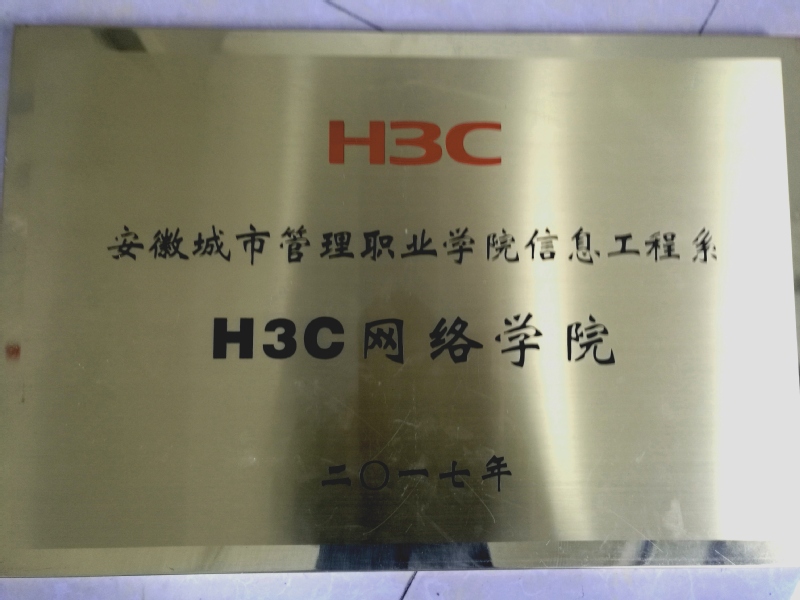 H3C
安徽城市管理职业学院信息工程系
H3C网络学院
二〇一七年